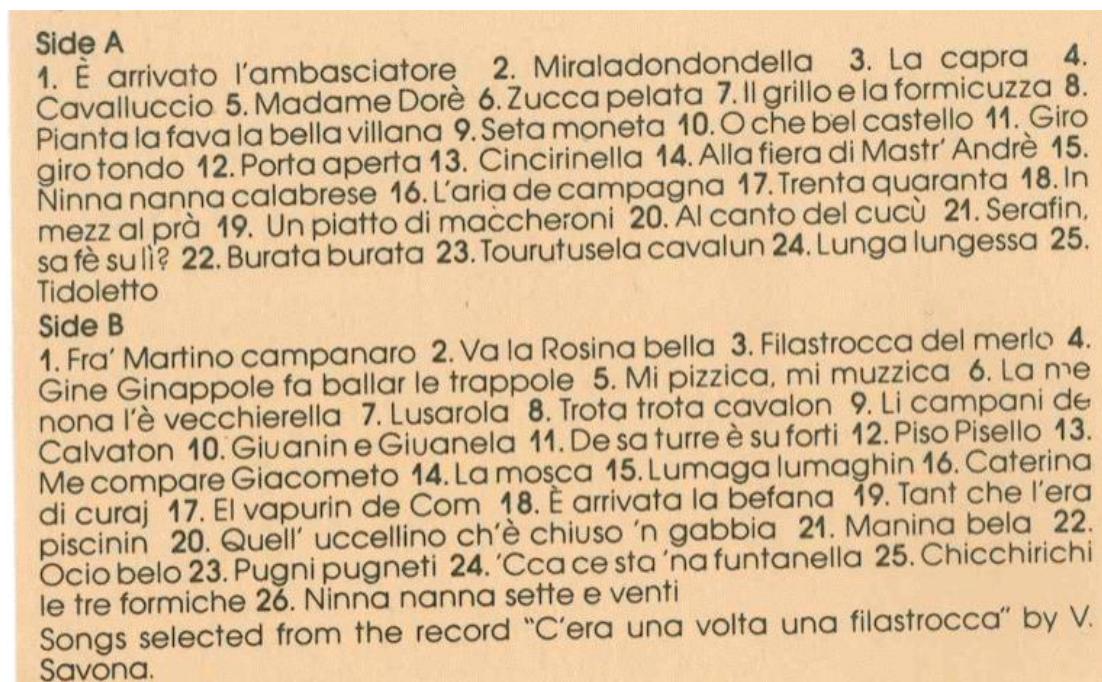 Side A
1. È arrivato l'ambasciatore 2. Miraladondondella 3. La capra 4.
Cavalluccio 5. Madame Dorè 6. Zucca pelata 7. Il grillo e la formicuzza 8.
Pianta la fava la bella villana 9. Seta moneta 10. O che bel castello 11. Giro
giro tondo 12. Porta aperta 13. Cincirinella 14. Alla fiera di Mastr' Andrè 15.
Ninna nanna calabrese 16. L'aria de campagna 17. Trenta quaranta 18. In
mezz al prà 19. Un piatto di maccheroni 20. Al canto del cucù 21. Serafin,
sa fè su lì? 22. Burata burata 23. Tourutusela cavalun 24. Lunga lungessa 25.
Tidoletto
Side B
1. Fra' Martino campanaro 2. Va la Rosina bella 3. Filastrocca del merlo 4.
Gine Ginappole fa ballar le trappole 5. Mi pizzica, mi muzzica 6. La me
nona l'è vecchierella 7. Lusarola 8. Trota trota cavalon 9. Li campani de
Calvaton 10. Giuanin e Giuanela 11. De sa turre è su forti 12. Piso Pisello 13.
Me compare Giacometo 14. La mosca 15. Lumaga lumaghin 16. Caterina
di curaj 17. El vapurin de Com 18. È arrivata la befana 19. Tant che l'era
piscinin 20. Quell' uccellino ch'è chiuso 'n gabbia 21. Manina bela 22.
Ocio belo 23. Pugni pugneti 24. 'Cca ce sta 'na funtanella 25. Chicchirichi
le tre formiche 26. Ninna nanna sette e venti
Songs selected from the record "C'era una volta una filastrocca" by V.
Savona.